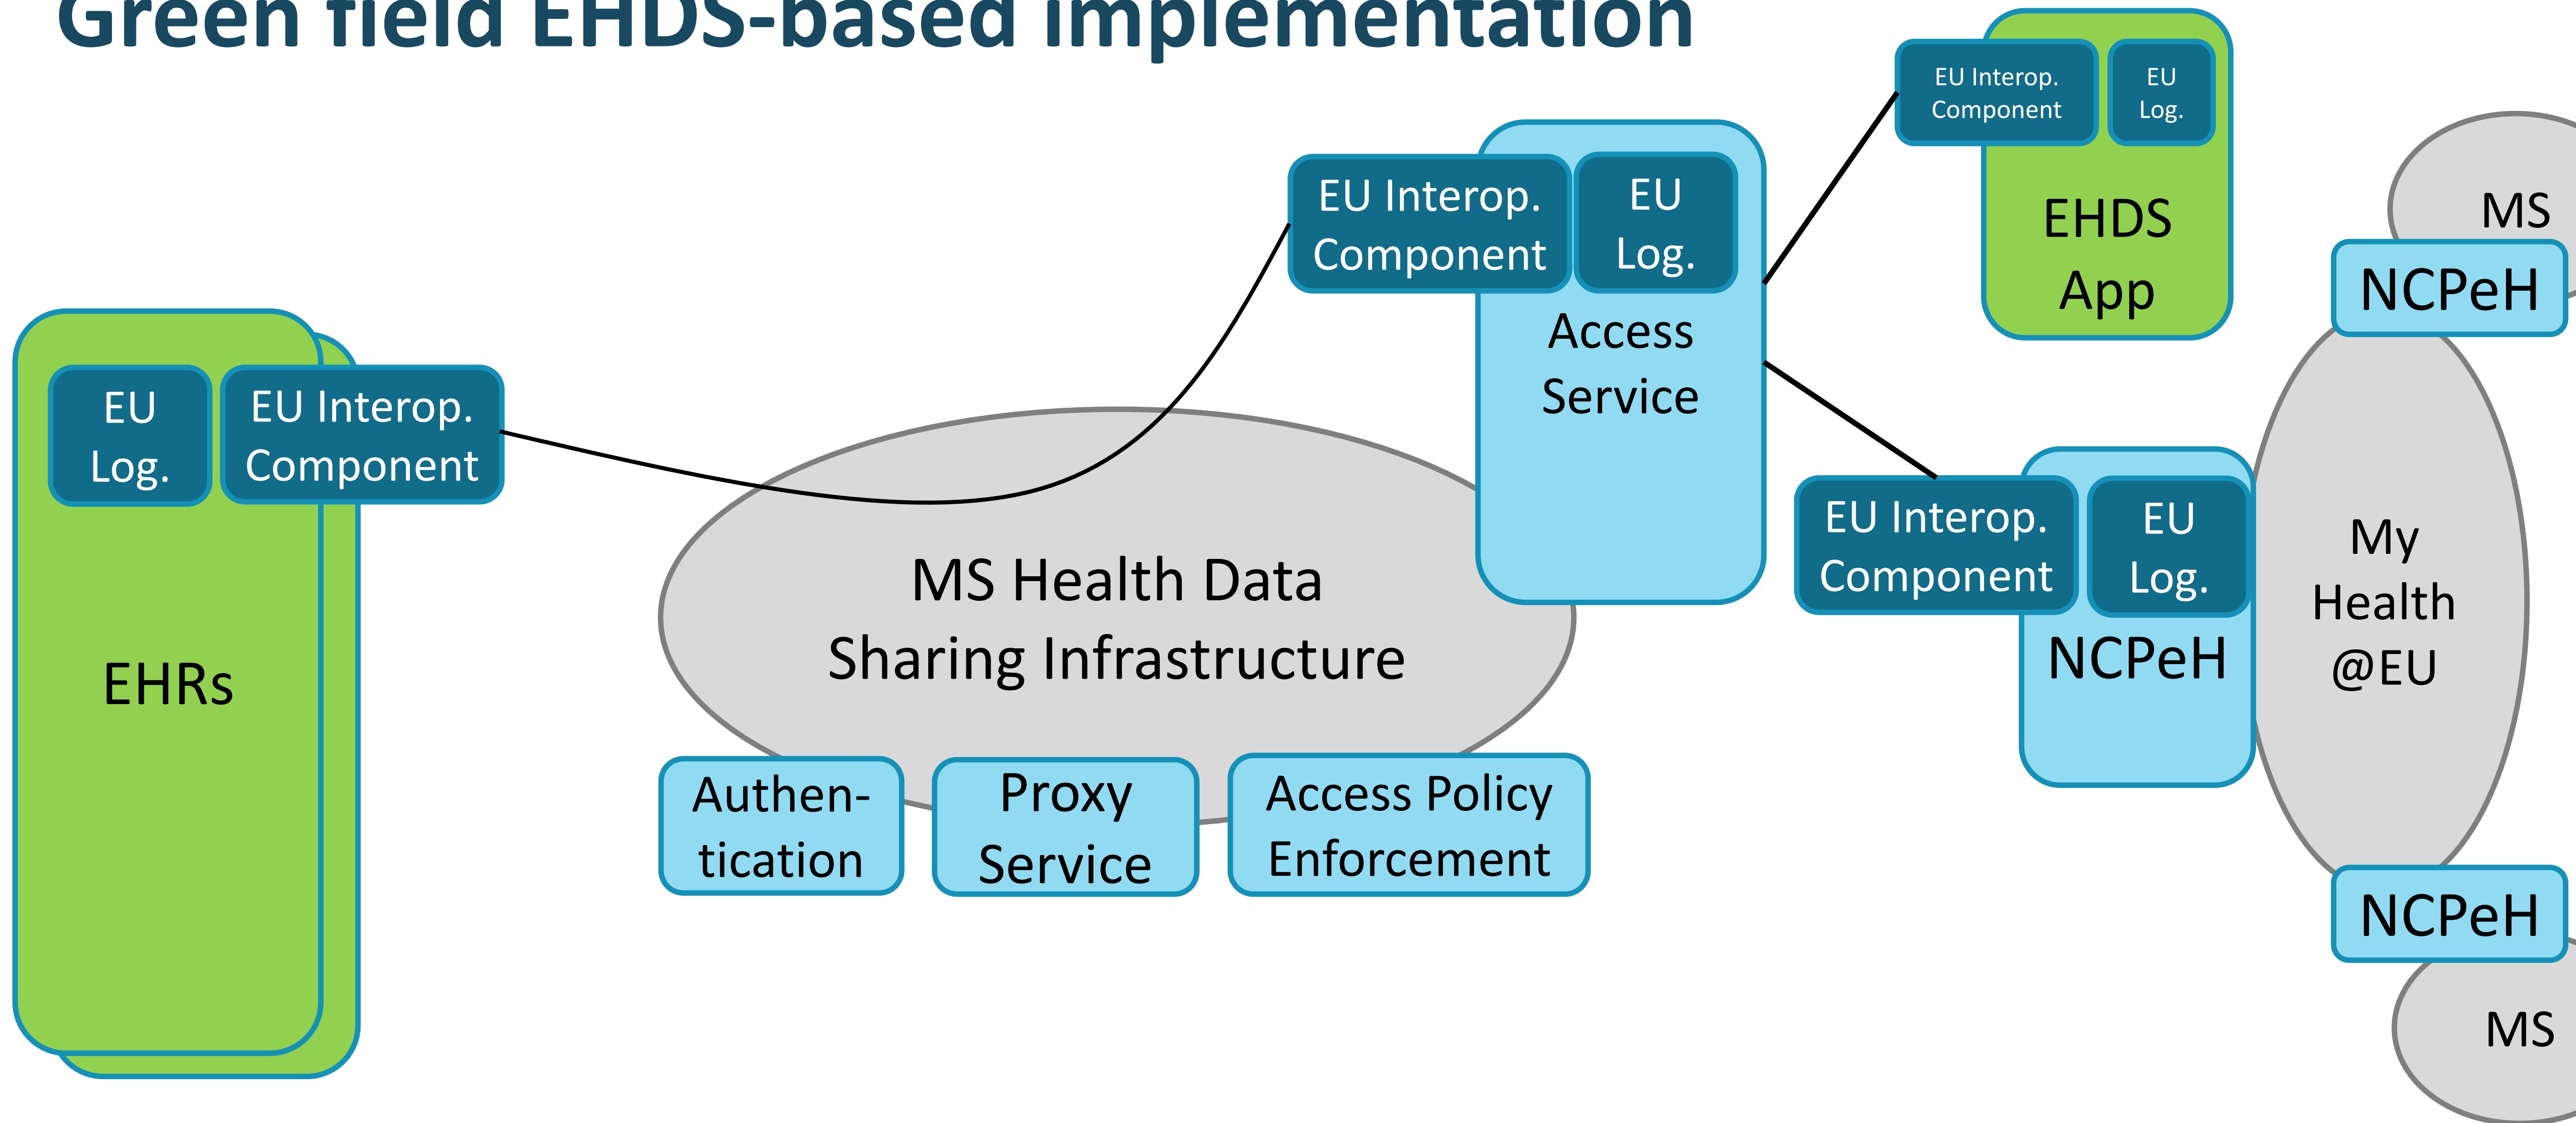 Green field EHDS-based implementation
EU Interop.
Component
EU
Log.
EHDS
App
MS
NCPeH
EU Interop.
Component
EU
Log.
Access
Service
EU
Log.
EU Interop.
Component
EHRs
MS Health Data
Sharing Infrastructure
Authen-
tication
Proxy
Service
Access Policy
Enforcement
EU Interop.
Component
EU
Log.
NCPeH
My
Health
@EU
NCPeH
MS